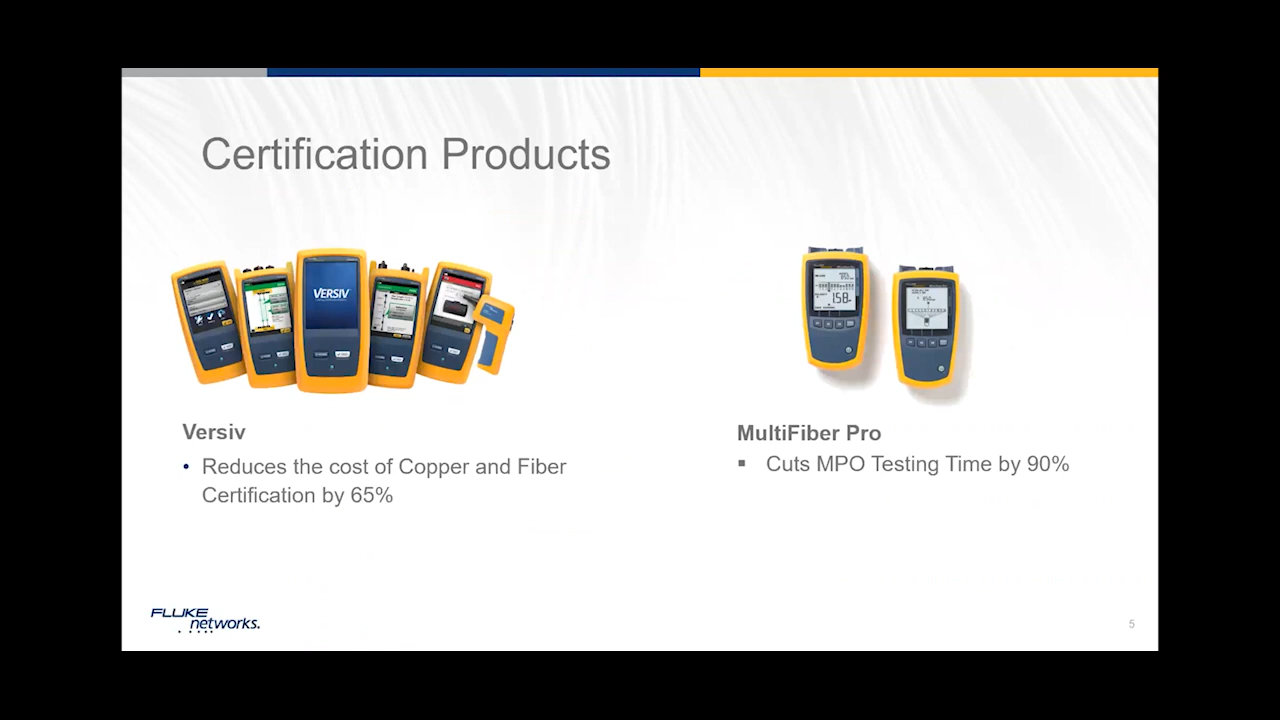 Certification Products
VERSIV
158
Versiv
• Reduces the cost of Copper and Fiber
Certification by 65%
MultiFiber Pro
▪ Cuts MPO Testing Time by 90%
FLUKE
networks.
5